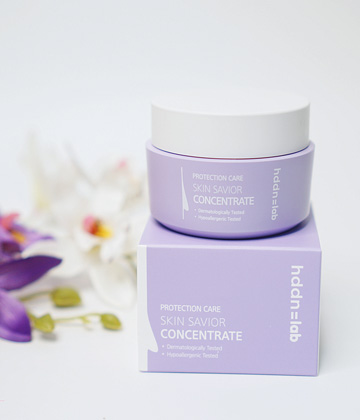 PROTECTION CARE
SKIN SAVIOR
CONCENTRATE
• Dermatologically Tested
• Hypoallergenic Tested
hddn=lab
PROTECTION CARE
SKIN SAVIOR
CONCENTRATE
• Dermatologically Tested
• Hypoallergenic Tested
hddn=lab